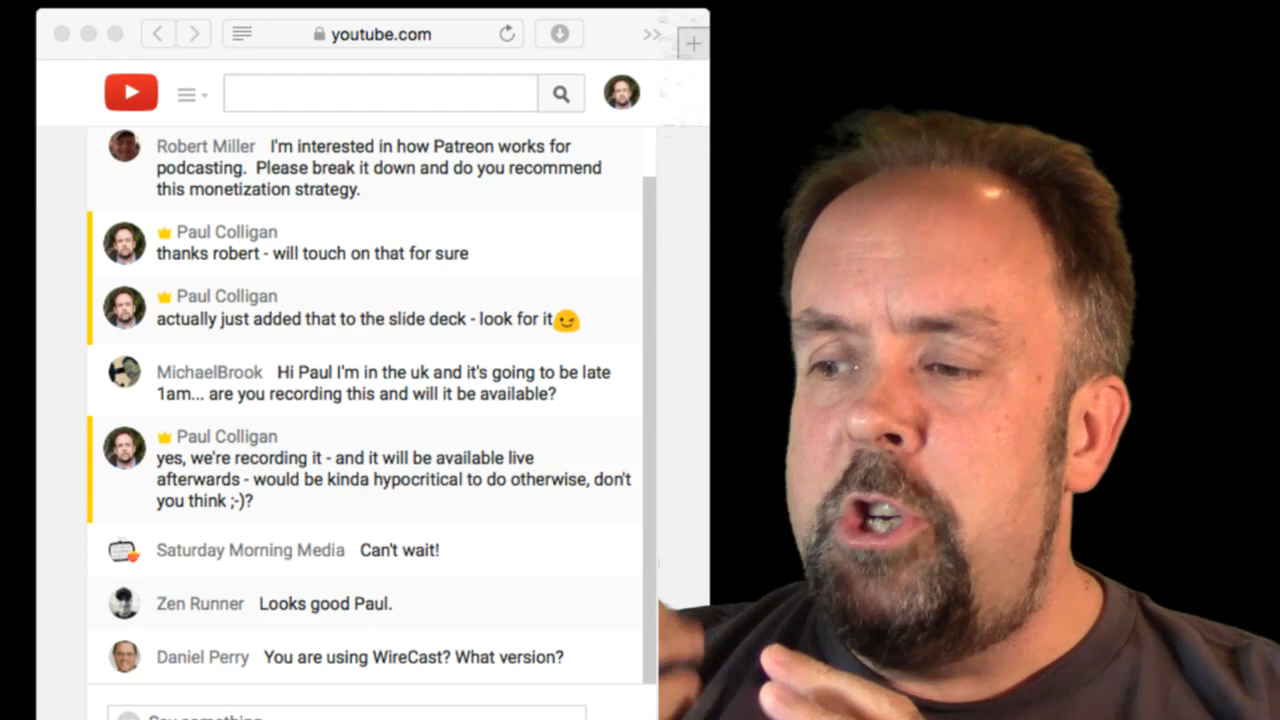 youtube.com
Robert Miller I'm interested in how Patreon works for
podcasting. Please break it down and do you recommend
this monetization strategy.
Paul Colligan
thanks robert - will touch on that for sure
Paul Colligan
actually just added that to the slide deck - look for it
MichaelBrook Hi Paul I'm in the uk and it's going to be late
1am... are you recording this and will it be available?
Paul Colligan
yes, we're recording it - and it will be available live
afterwards - would be kinda hypocritical to do otherwise, don't
you think ;-)?
Saturday Morning Media Can't wait!
Zen Runner Looks good Paul.
Daniel Perry You are using WireCast? What version?
Say something